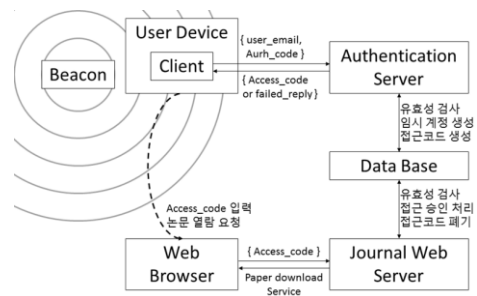 User Device
Client
Beacon
{ user_email,
Aurh_code }
{ Access_code
or failed_reply }
Authentication
Server
유효성 검사
임시 계정 생성
접근코드 생성
Data Base
유효성 검사
접근 승인 처리
접근코드 폐기
Access_code 입력
논문 열람 요청
Web
Browser
{ Access_code }
Paper download
Service
Journal Web
Server